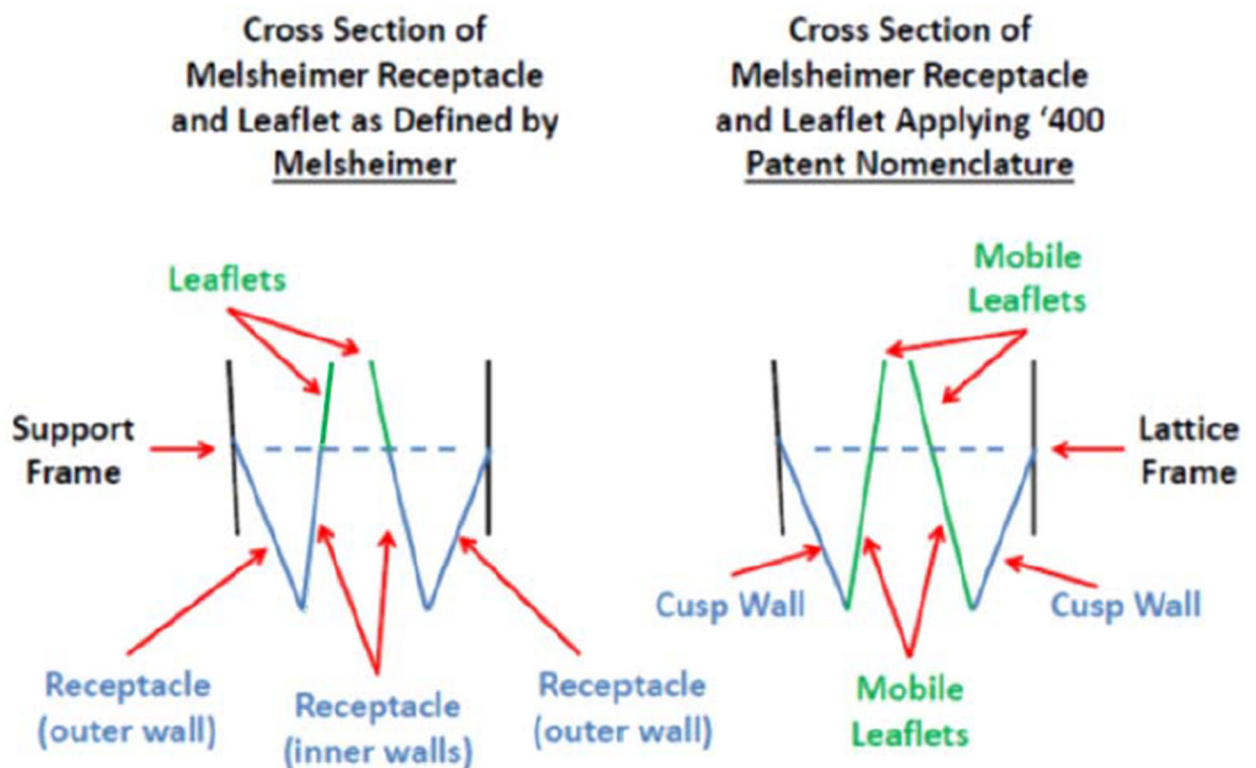 Cross Section of
Melsheimer Receptacle
and Leaflet as Defined by
Melsheimer
Cross Section of
Melsheimer Receptacle
and Leaflet Applying ‘400
Patent Nomenclature
Leaflets
Mobile
Leaflets
Support
Frame
Lattice
Frame
Cusp Wall
Cusp Wall
Receptacle
(outer wall)
Receptacle
(inner walls)
Receptacle
(outer wall)
Mobile
Leaflets